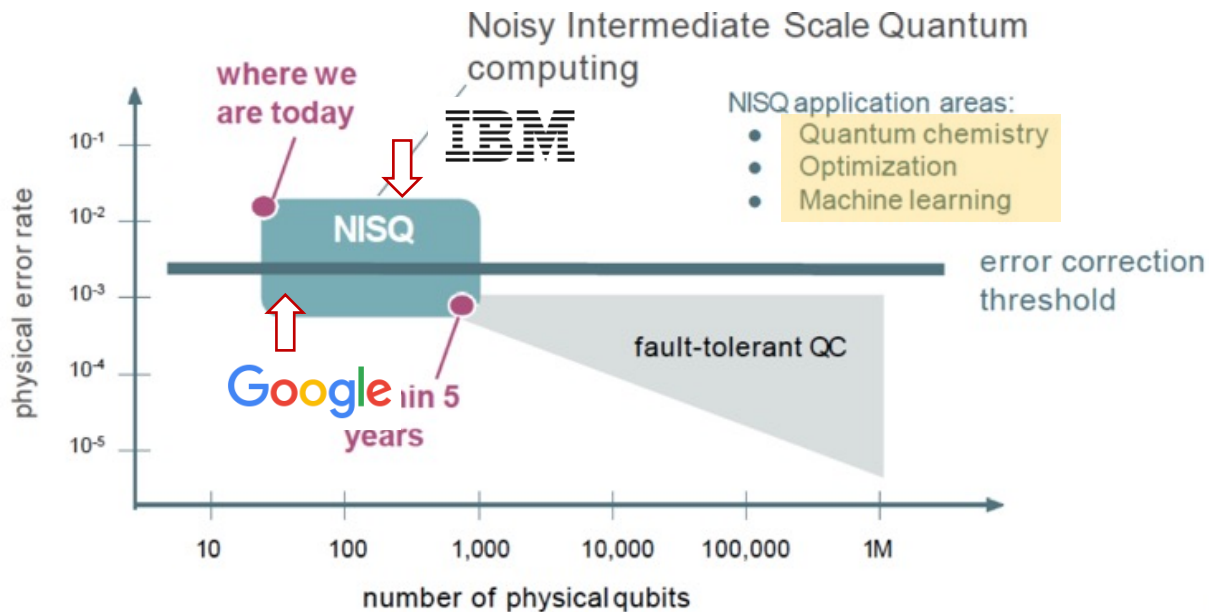 Noisy Intermediate Scale Quantum
computing
where we
are today
IBM
NISQ application areas:
• Quantum chemistry
• Optimization
• Machine learning
10-1
10-2
10-3
10-4
10-5
physical error rate
NISQ
error correction
threshold
fault-tolerant QC
Google
5
years
10
100
1,000
10,000
100,000
1M
number of physical qubits